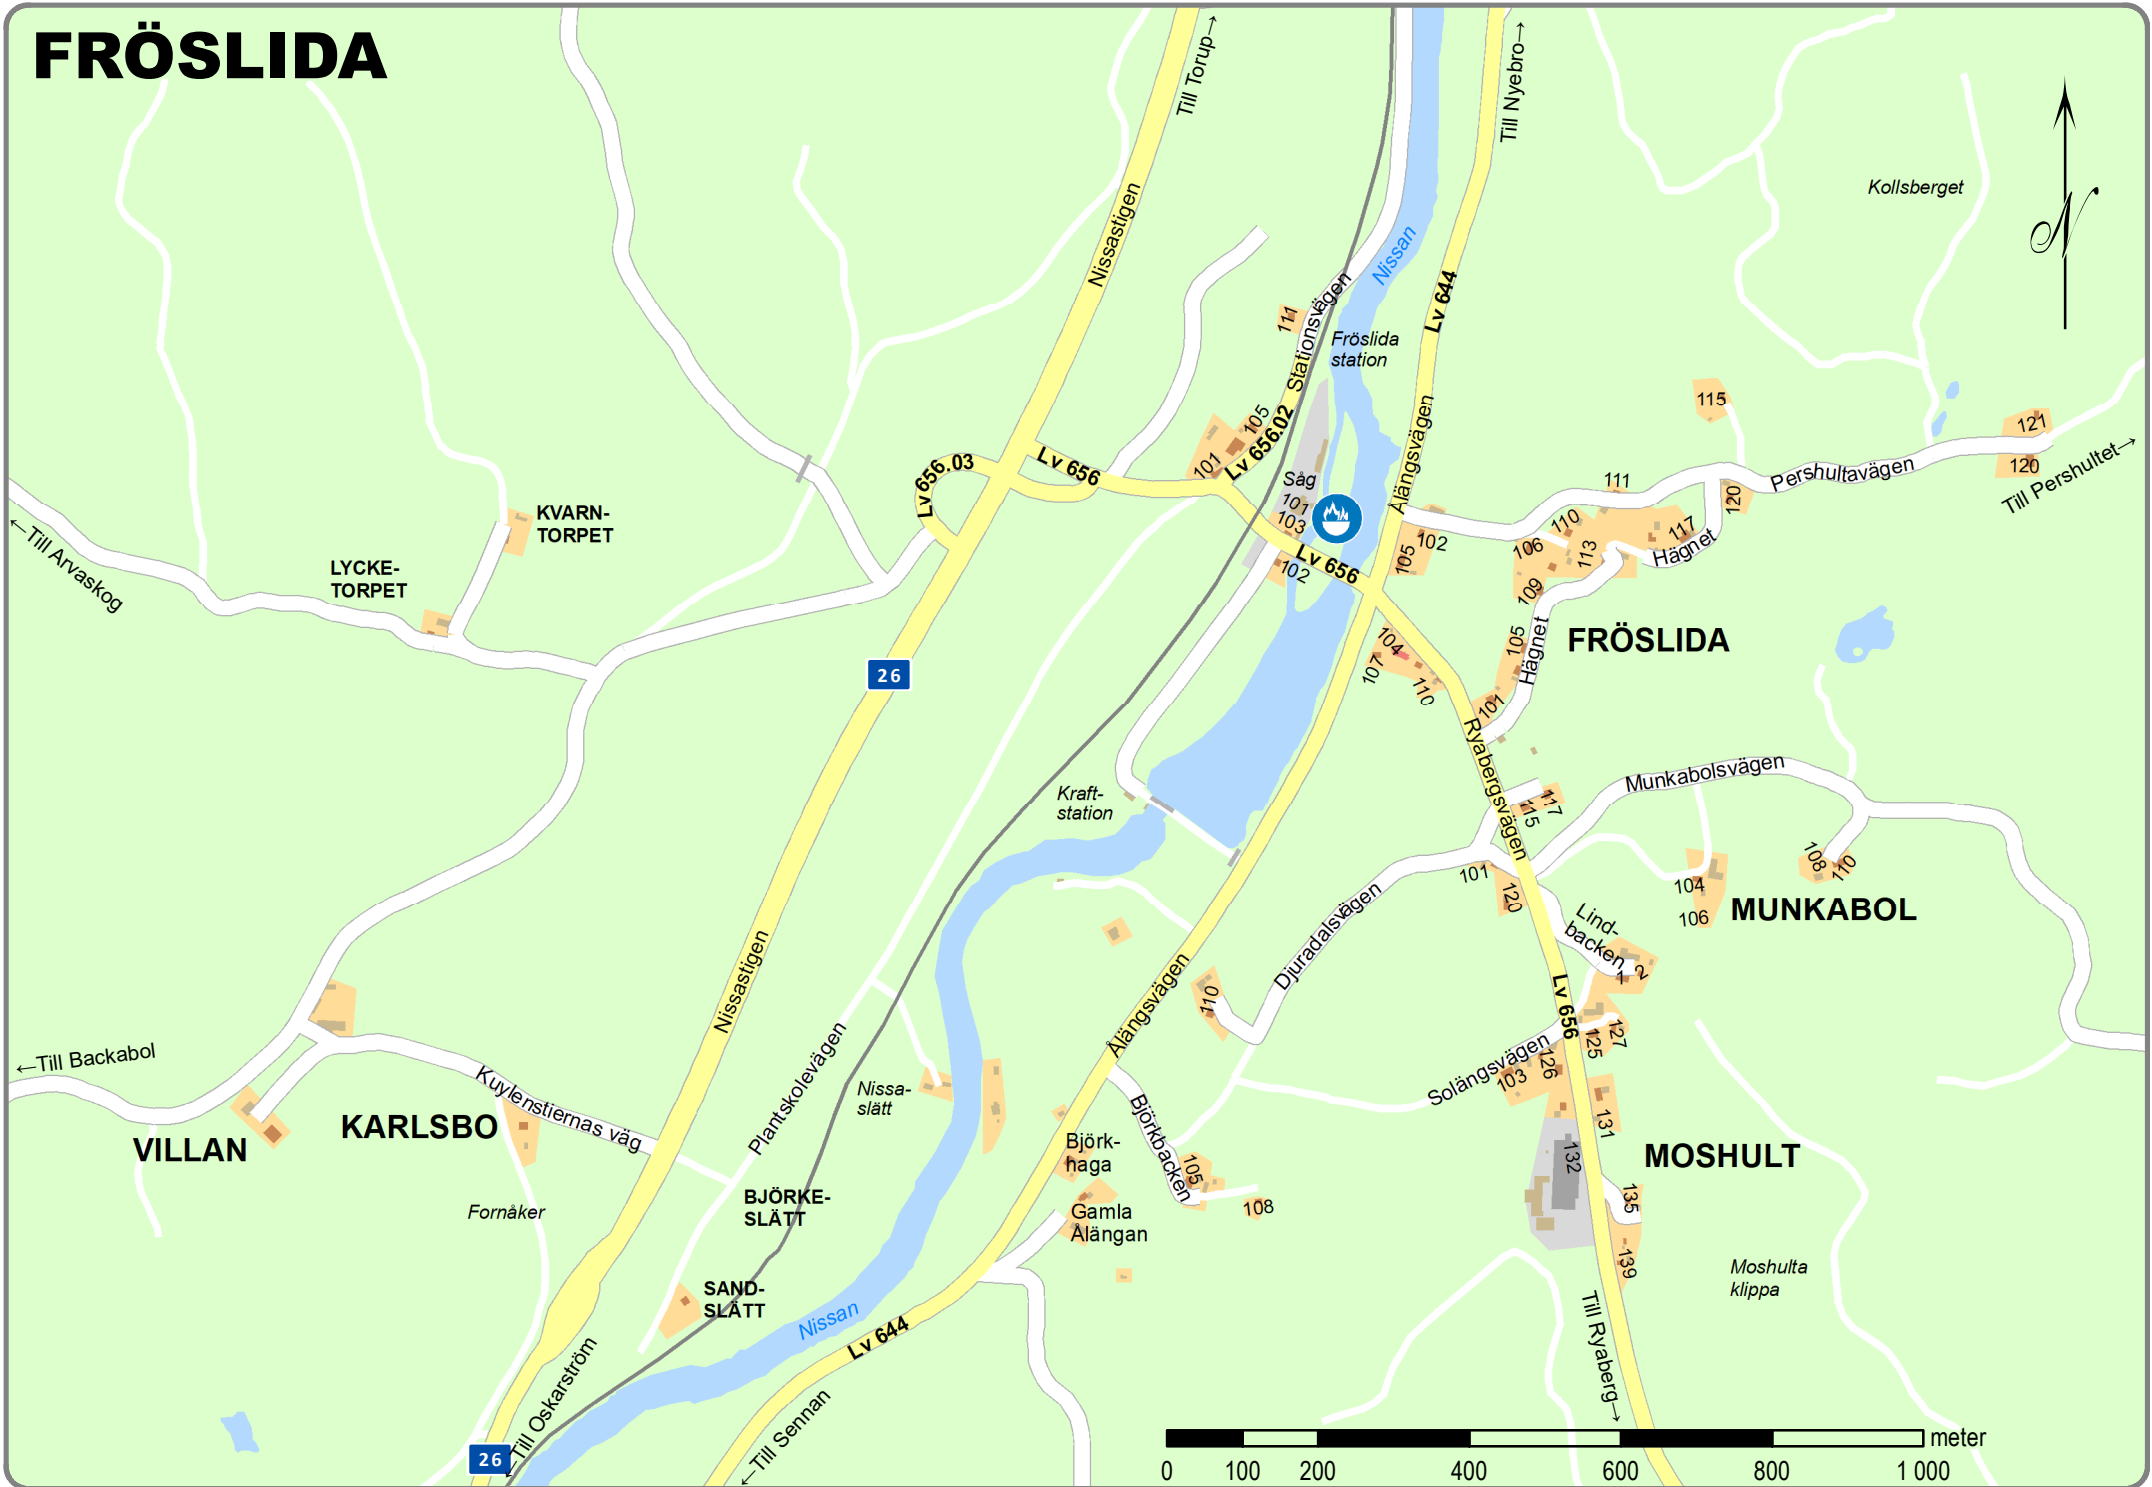 FRÖSLIDA
Till Torup→
Till Nyebro→
Kollsberget
N
Nissastigen
Nissan
Lv 644
111
Stationsvägen
Fröslida
station
105
101
Lv 656.02
Lv 656
Lv 656.03
Ålängsvägen
Såg
101
103
102
Lv 656
105
102
115
121
120
Till Pershultet→
Pershultavägen
111
110
120
117
106
113
Hägnet
109
KVARN-
TORPET
LYCKE-
TORPET
←Till Arvaskog
26
104
107
110
105
Hägnet
101
FRÖSLIDA
Ryabergsvägen
Munkabolsvägen
117
115
Kraft-
station
101
120
104
106
108
110
MUNKABOL
Djuradalsvägen
Lind-
backen
1
2
110
Nissastigen
Ålängsvägen
Lv 656
←Till Backabol
Kuylenstiernas väg
Plantskolevägen
Nissa-
slätt
Solängsvägen
103
126
125
127
131
132
VILLAN
KARLSBO
Björk-
haga
Björkbacken
105
108
MOSHULT
135
139
Fornåker
BJÖRKE-
SLÄTT
Gamla
Ålängan
SAND-
SLÄTT
Nissan
Lv 644
Moshulta
klippa
Till Ryaberg→
←Till Oskarström
26
←Till Sennan
meter
0 100 200 400 600 800 1 000